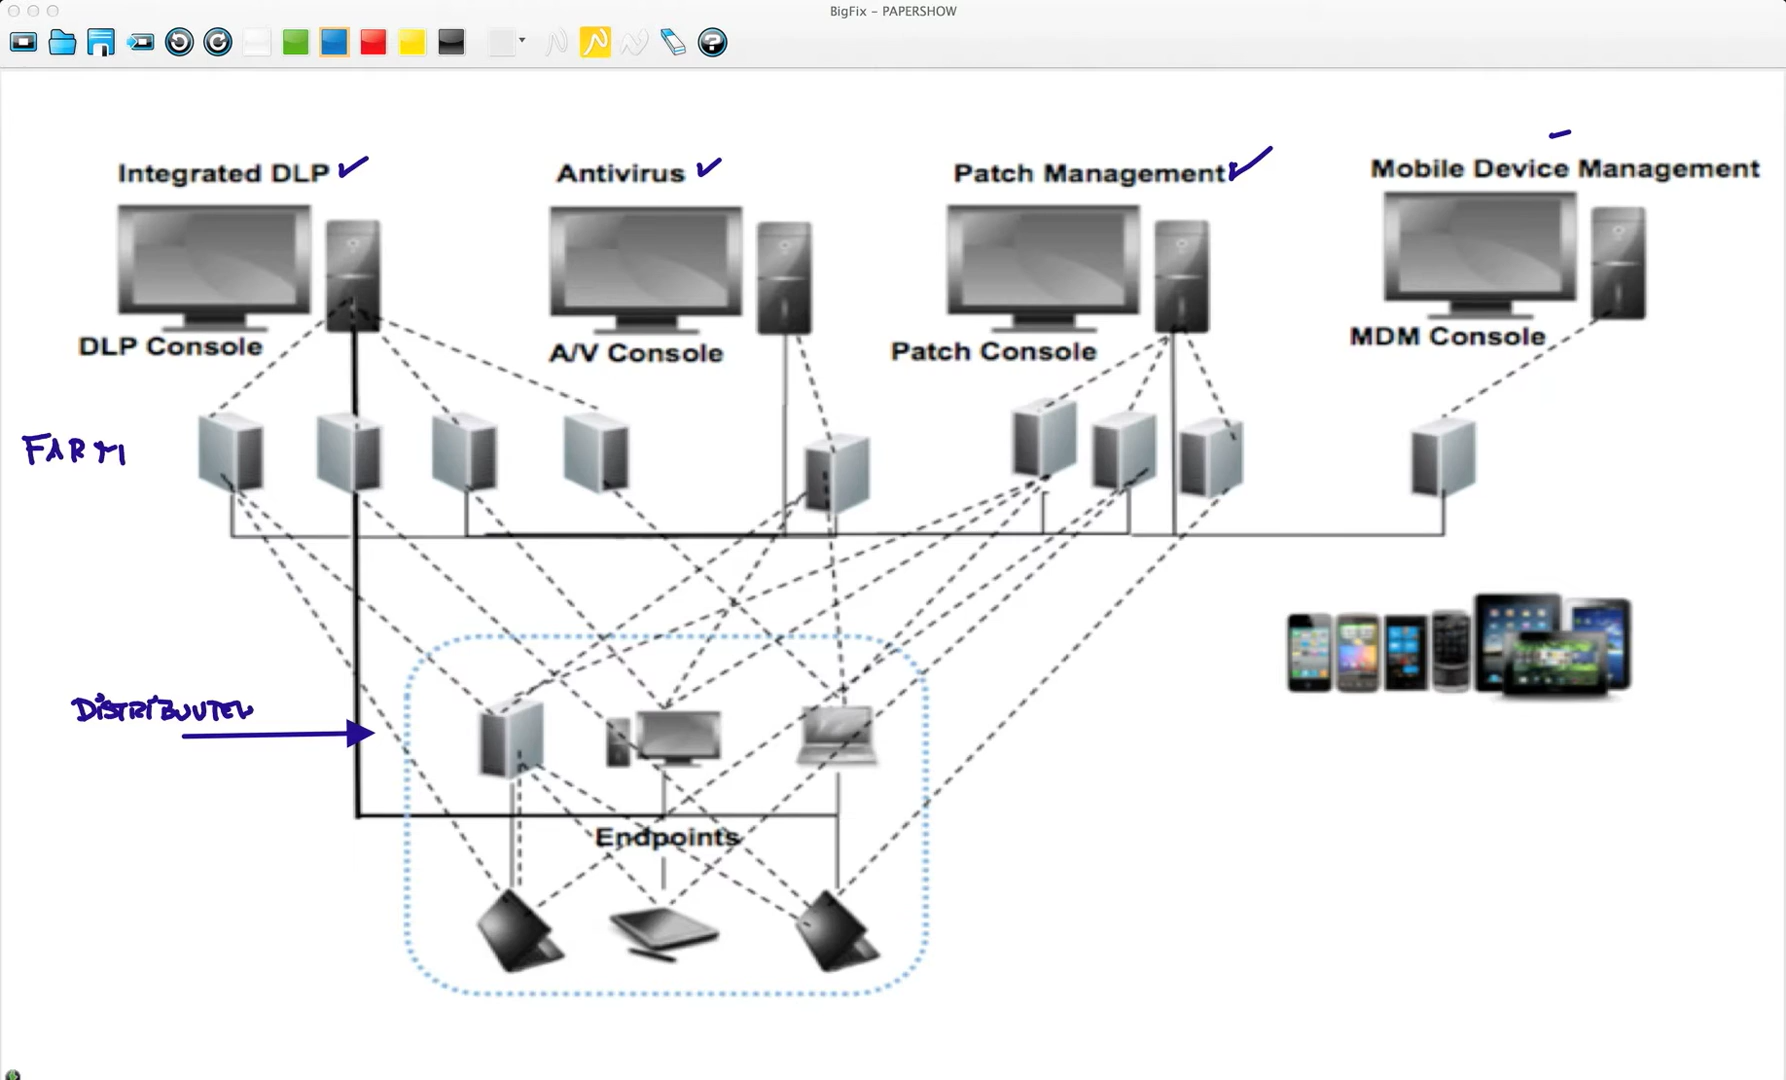 BigFix – PAPERSHOW
Integrated DLP
Antivirus
Patch Management
Mobile Device Management
DLP Console
A/V Console
Patch Console
MDM Console
FARM
DISTRIBUTED
Endpoints